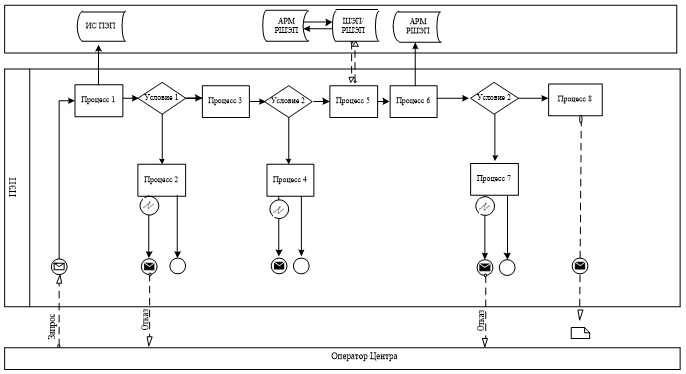 ИС ПЭП
АРМ
РШЭП
ШЭП/
РШЭП
АРМ
РШЭП
ПЭП
Процесс 1
Условие 1
Процесс 3
Условие 2
Процесс 5
Процесс 6
Условие 2
Процесс 8
Процесс 2
Процесс 4
Процесс 7
Запрос
Отказ
Отказ
Оператор Центра